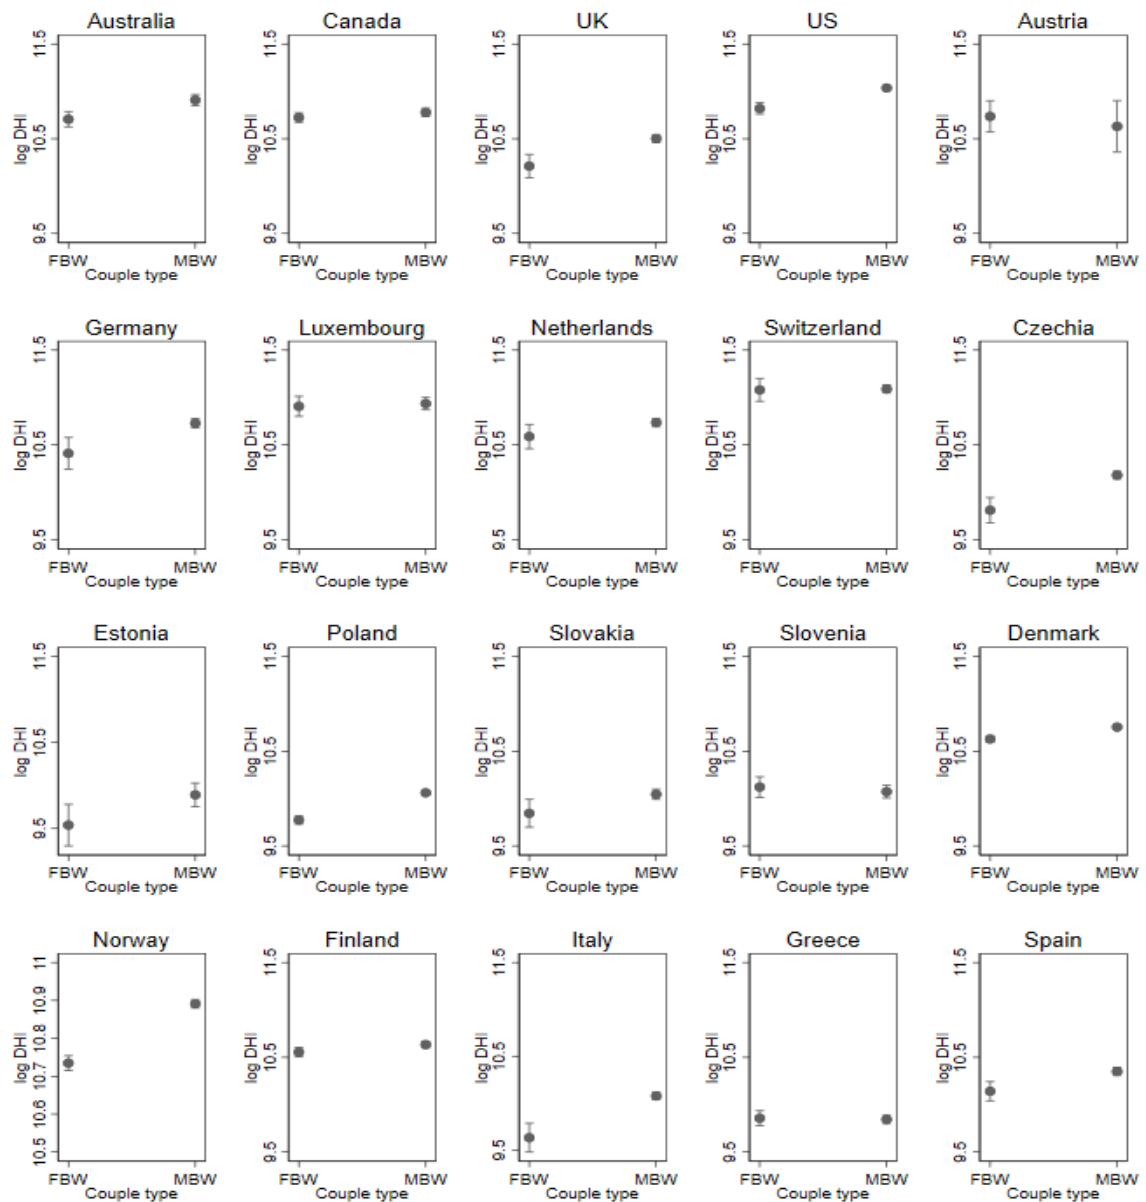 Australia Canada UK US Austria
11.5 11.5 11.5 11.5 11.5
log DHI log DHI log DHI log DHI log DHI
10.5 10.5 10.5 10.5 10.5
9.5 9.5 9.5 9.5 9.5
FBW MBW FBW MBW FBW MBW FBW MBW FBW MBW
Couple type Couple type Couple type Couple type Couple type
Germany Luxembourg Netherlands Switzerland Czechia
11.5 11.5 11.5 11.5 11.5
log DHI log DHI log DHI log DHI log DHI
10.5 10.5 10.5 10.5 10.5
9.5 9.5 9.5 9.5 9.5
FBW MBW FBW MBW FBW MBW FBW MBW FBW MBW
Couple type Couple type Couple type Couple type Couple type
Estonia Poland Slovakia Slovenia Denmark
11.5 11.5 11.5 11.5 11.5
log DHI log DHI log DHI log DHI log DHI
10.5 10.5 10.5 10.5 10.5
9.5 9.5 9.5 9.5 9.5
FBW MBW FBW MBW FBW MBW FBW MBW FBW MBW
Couple type Couple type Couple type Couple type Couple type
Norway Finland Italy Greece Spain
11 11.5 11.5 11.5 11.5
10.9
10.8
log DHI log DHI log DHI log DHI log DHI
10.7 10.5 10.5 10.5 10.5
10.6
10.5 9.5 9.5 9.5 9.5
FBW MBW FBW MBW FBW MBW FBW MBW FBW MBW
Couple type Couple type Couple type Couple type Couple type